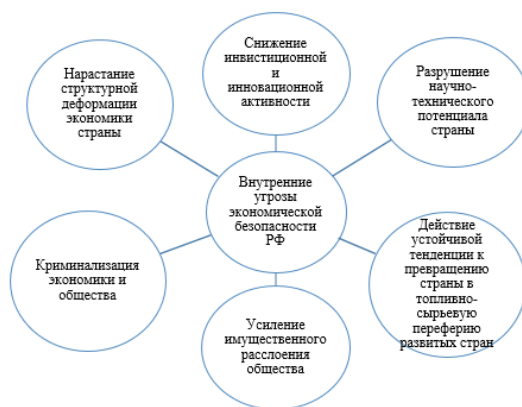 Снижение
инвистиционной
и
инновационной
активности
Нарастание
структурной
деформации
экономики
страны
Разрушение
научно-
технического
потенциала
страны
Внутренние
угрозы
экономической
безопасности
РФ
Криминализация
экономики и
общества
Действие
устойчивой
тенденции к
превращению
страны в
топливно-
сырьевую
переферию
развитых стран
Усиление
имущественного
расслоения
общества